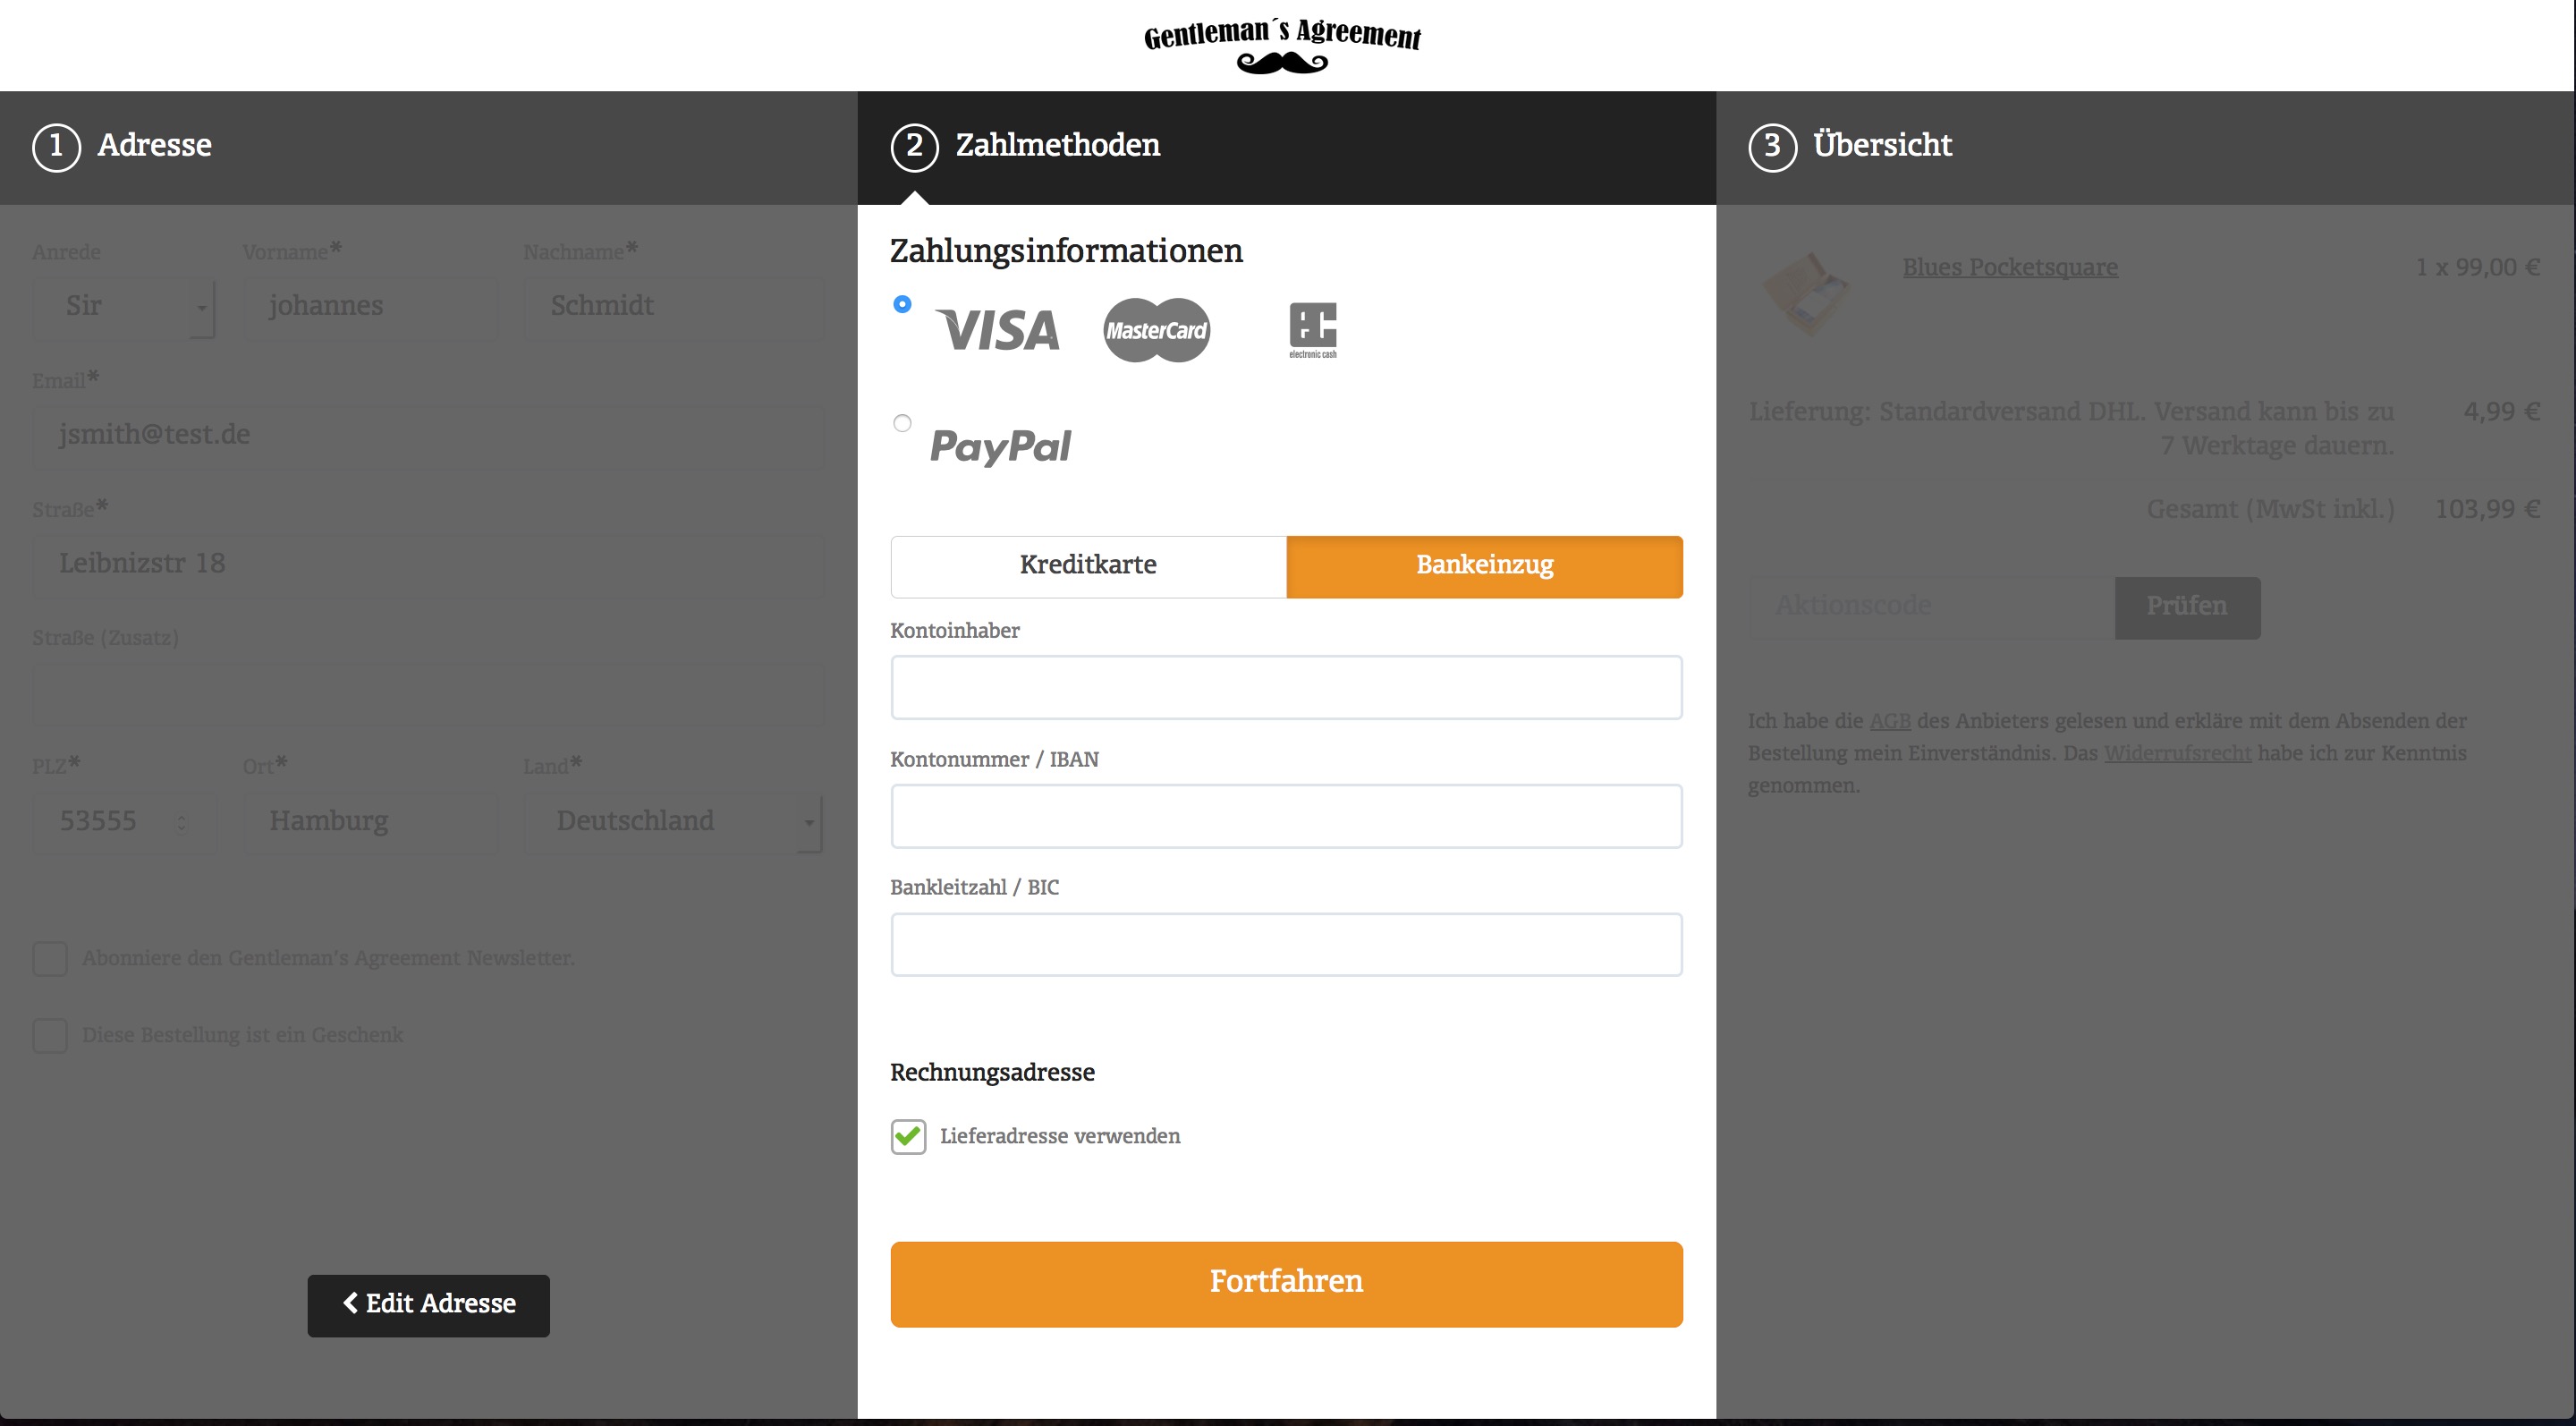 Gentleman´s Agreement
1 Adresse
Anrede
Vorname*
Nachname*
Sir
johannes
Schmidt
Email*
jsmith@test.de
Straße*
Leibnizstr 18
Straße (Zusatz)
PLZ*
Ort*
Land*
53555
Hamburg
Deutschland
Abonniere den Gentleman's Agreement Newsletter.
Diese Bestellung ist ein Geschenk
Edit Adresse
2 Zahlmethoden
Zahlungsinformationen
VISA
MasterCard
EC
electronic cash
PayPal
Kreditkarte
Bankeinzug
Kontoinhaber
Kontonummer / IBAN
Bankleitzahl / BIC
Rechnungsadresse
Lieferadresse verwenden
Fortfahren
3 Übersicht
Blues Pocketsquare
1 x 99,00 €
Lieferung: Standardversand DHL. Versand kann bis zu
7 Werktage dauern.
4,99 €
Gesamt (MwSt inkl.)
103,99 €
Aktionscode
Prüfen
Ich habe die AGB des Anbieters gelesen und erkläre mit dem Absenden der
Bestellung mein Einverständnis. Das Widerrufsrecht habe ich zur Kenntnis
genommen.